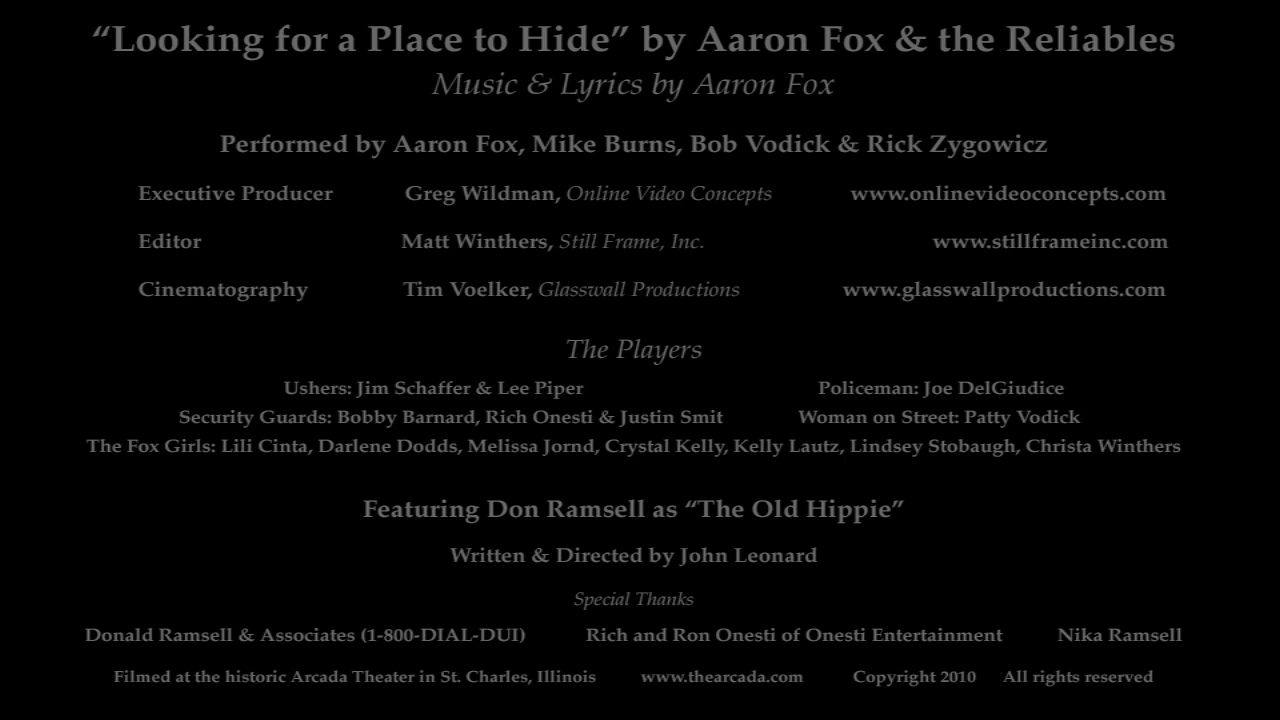 “Looking for a Place to Hide” by Aaron Fox & the Reliables
Music & Lyrics by Aaron Fox
Performed by Aaron Fox, Mike Burns, Bob Vodick & Rick Zygowicz
Executive Producer Greg Wildman, Online Video Concepts www.onlinevideoconcepts.com
Editor Matt Winthers, Still Frame, Inc. www.stillframeinc.com
Cinematography Tim Voelker, Glasswall Productions www.glasswallproductions.com
The Players
Ushers: Jim Schaffer & Lee Piper Policeman: Joe DelGiudice
Security Guards: Bobby Barnard, Rich Onesti & Justin Smit Woman on Street: Patty Vodick
The Fox Girls: Lili Cinta, Darlene Dodds, Melissa Jornd, Crystal Kelly, Kelly Lautz, Lindsey Stobaugh, Christa Winthers
Featuring Don Ramsell as “The Old Hippie”
Written & Directed by John Leonard
Special Thanks
Donald Ramsell & Associates (1-800-DIAL-DUI) Rich and Ron Onesti of Onesti Entertainment Nika Ramsell
Filmed at the historic Arcada Theater in St. Charles, Illinois www.thearcada.com Copyright 2010 All rights reserved